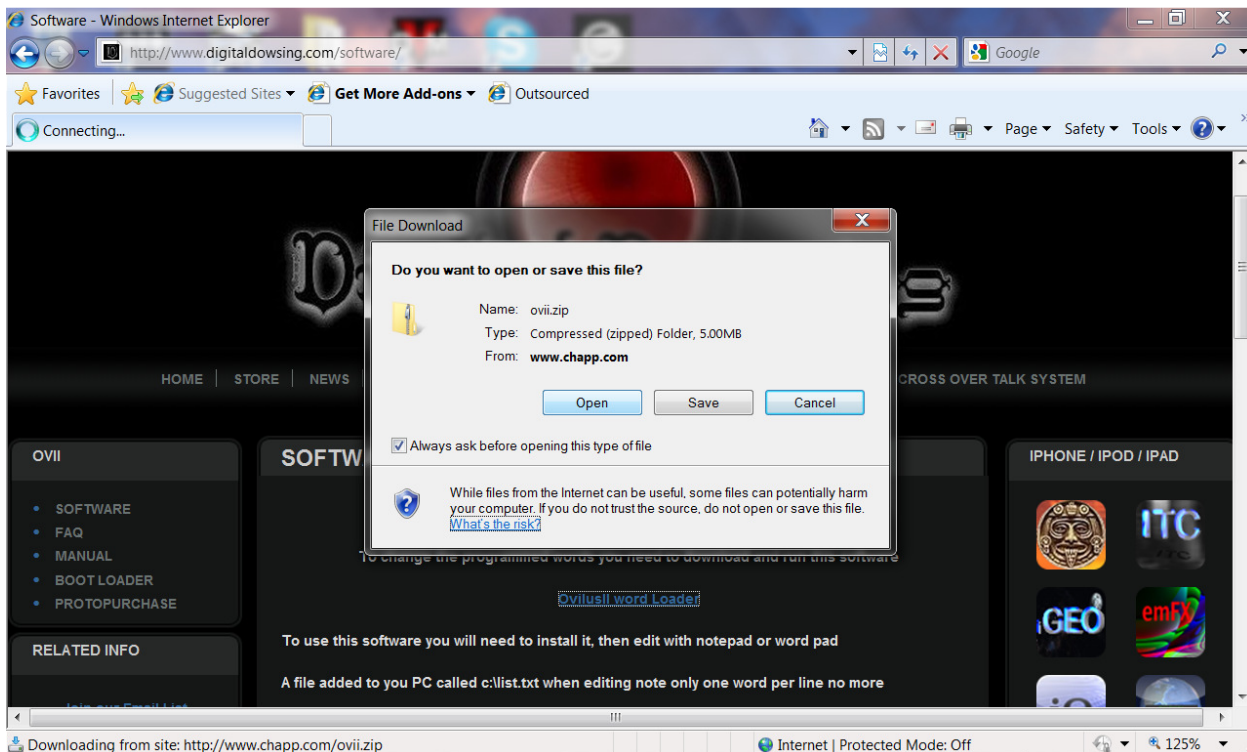 Software - Windows Internet Explorer
http://www.digitaldowsing.com/software/
Google
Favorites
Suggested Sites
Get More Add-ons
Outsourced
Connecting...
Page
Safety
Tools
File Download
Do you want to open or save this file?
Name: ovii.zip
Type: Compressed (zipped) Folder, 5.00MB
From: www.chapp.com
Open
Save
Cancel
Always ask before opening this type of file
While files from the Internet can be useful, some files can potentially harm
your computer. If you do not trust the source, do not open or save this file.
What's the risk?
HOME
STORE
NEWS
CROSS OVER TALK SYSTEM
OVII
SOFTWARE
FAQ
MANUAL
BOOT LOADER
PROTOPURCHASE
RELATED INFO
Join our Email List
SOFTW
To change the programmed words you need to download and run this software
OvilusII word Loader
To use this software you will need to install it, then edit with notepad or word pad
A file added to you PC called c:\list.txt when editing note only one word per line no more
IPHONE / IPOD / IPAD
ITC
GEO
emFX
Downloading from site: http://www.chapp.com/ovii.zip
Internet | Protected Mode: Off
125%